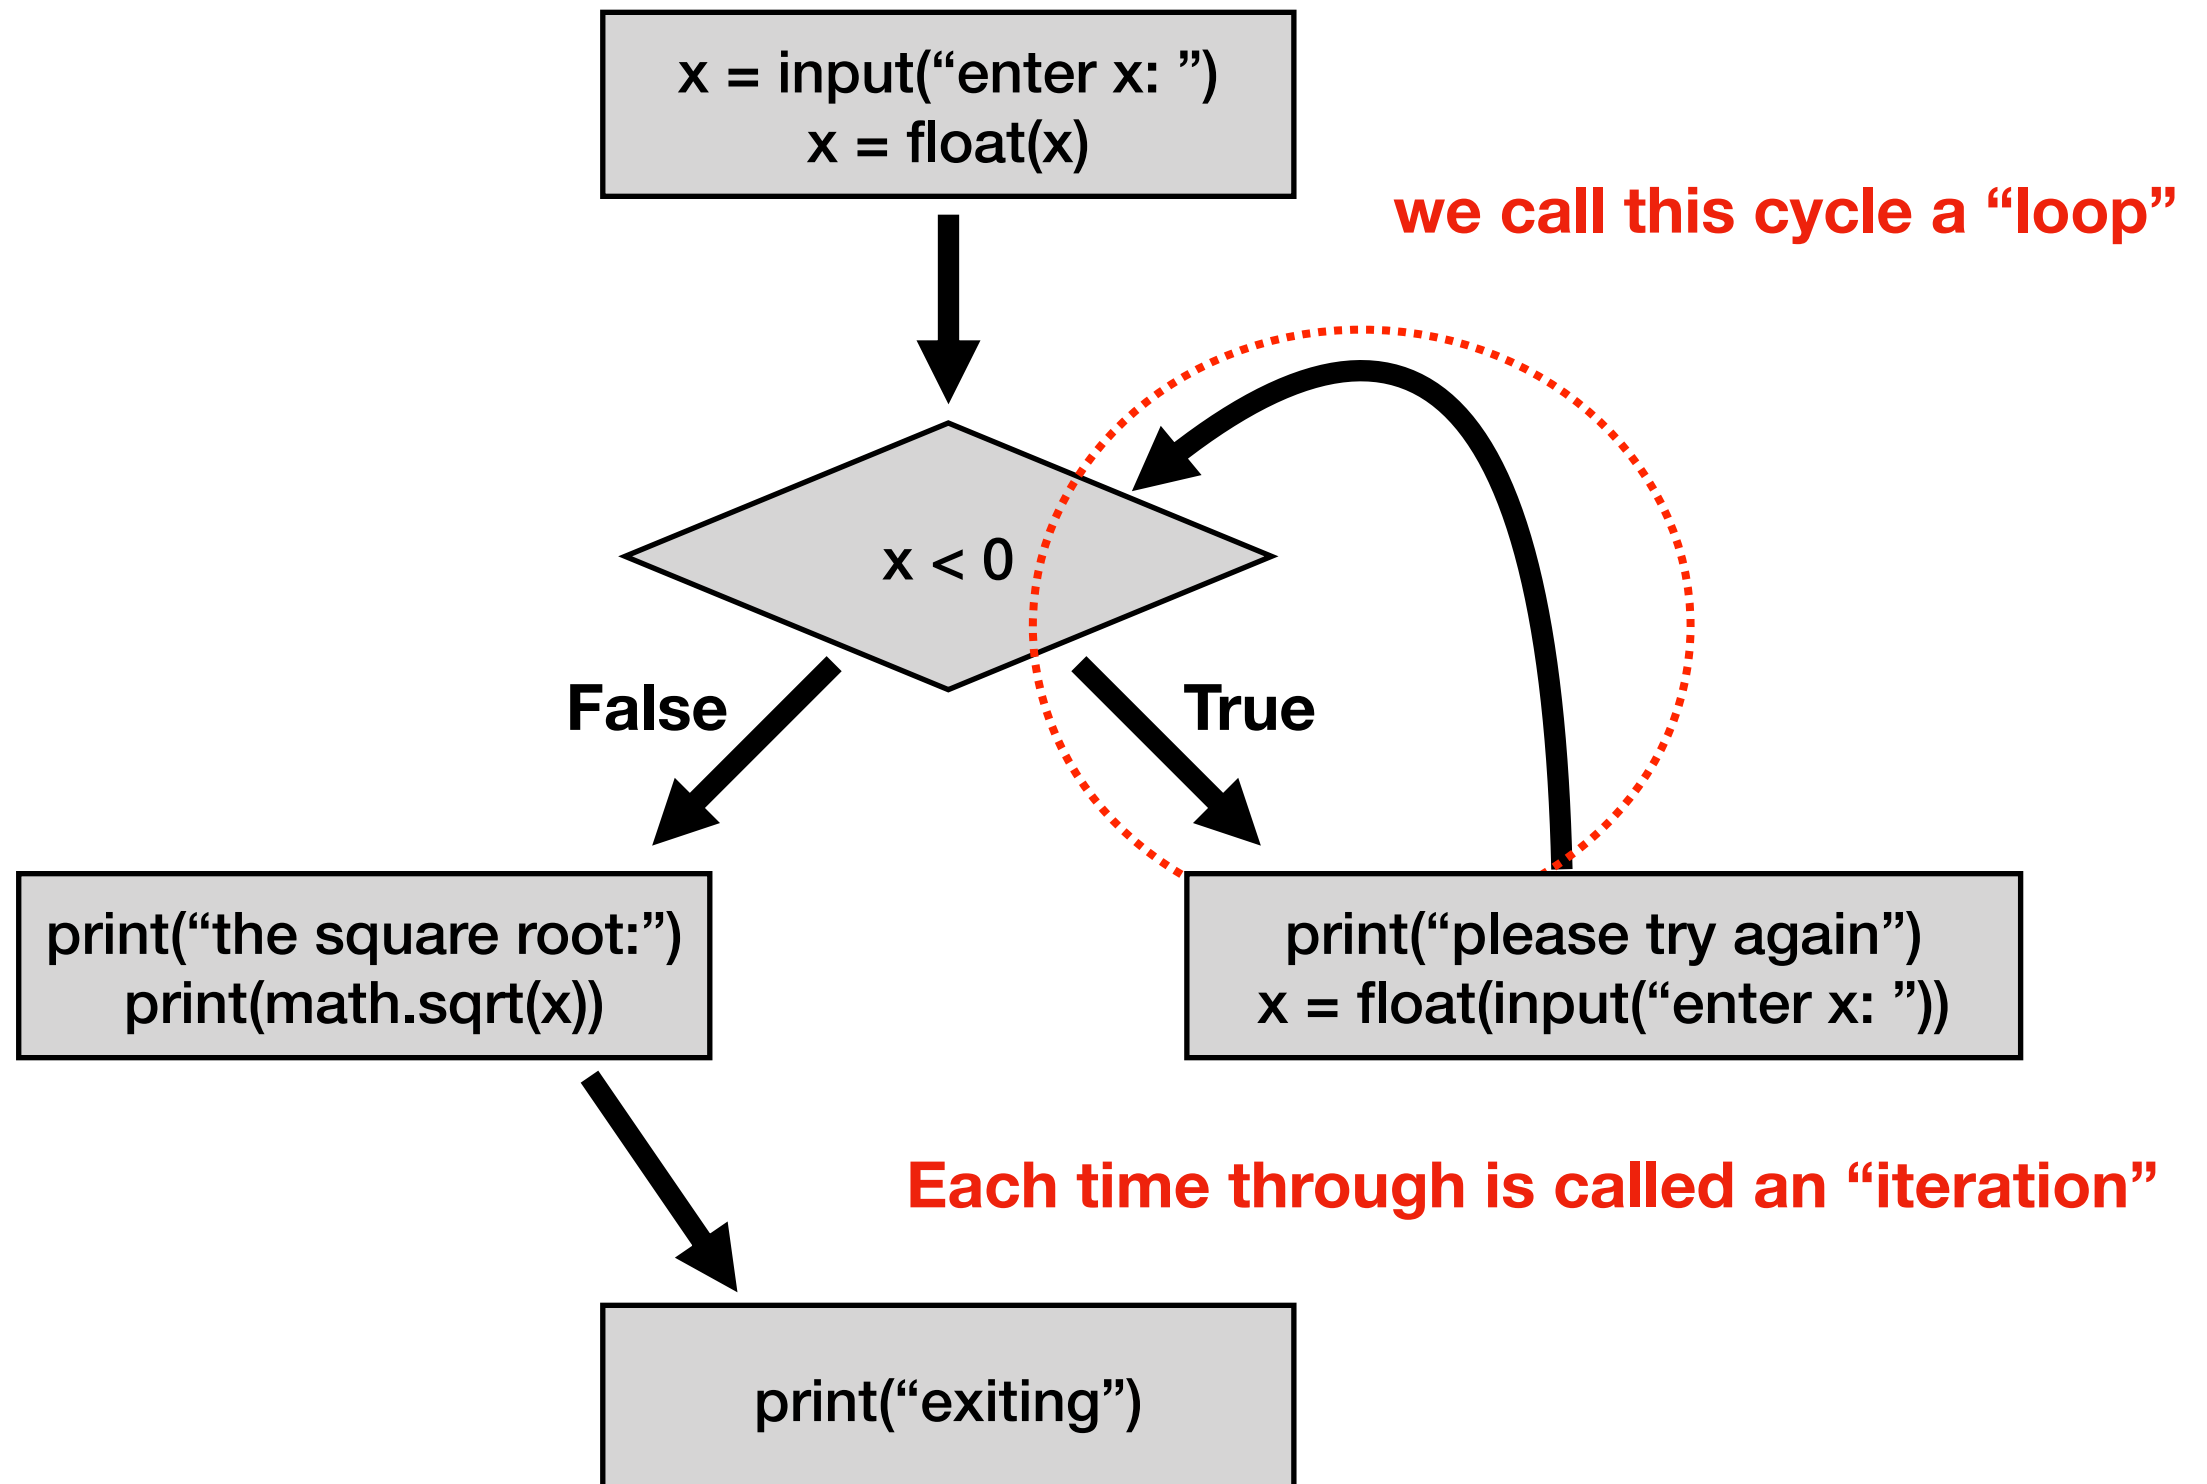 x = input(“enter x: ”)
x = float(x)
we call this cycle a “loop”
x < 0
False
True
print(“the square root:”)
print(math.sqrt(x))
print(“please try again”)
x = float(input(“enter x: ”))
Each time through is called an “iteration”
print(“exiting”)